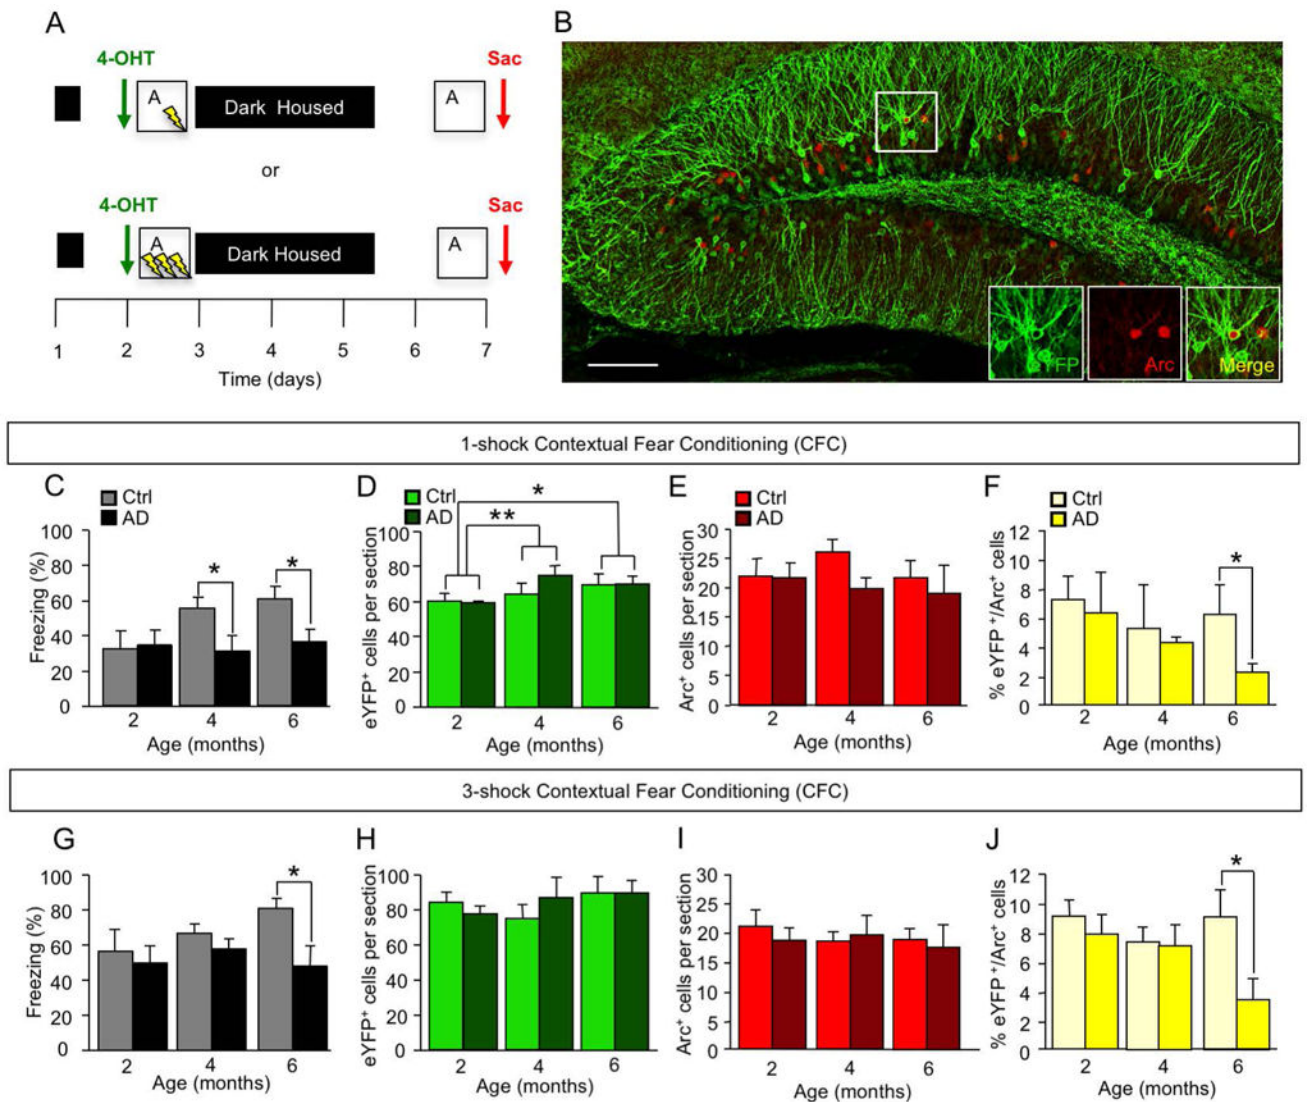 A
4-OHT
Sac
A
Dark Housed
A
or
4-OHT
Sac
A
Dark Housed
A
1 2 3 4 5 6 7
Time (days)
B
eYFP
Arc
Merge
1-shock Contextual Fear Conditioning (CFC)
C
Ctrl
AD
Freezing (%)
100
80
60
40
20
0
*
*
2 4 6
Age (months)
D
Ctrl
AD
eYFP⁺ cells per section
100
80
60
40
20
0
*
**
2 4 6
Age (months)
E
Ctrl
AD
Arc⁺ cells per section
30
25
20
15
10
5
0
2 4 6
Age (months)
F
Ctrl
AD
% eYFP⁺/Arc⁺ cells
12
10
8
6
4
2
0
*
2 4 6
Age (months)
3-shock Contextual Fear Conditioning (CFC)
G
Freezing (%)
100
80
60
40
20
0
*
2 4 6
Age (months)
H
eYFP⁺ cells per section
100
80
60
40
20
0
2 4 6
Age (months)
I
Arc⁺ cells per section
30
25
20
15
10
5
0
2 4 6
Age (months)
J
% eYFP⁺/Arc⁺ cells
12
10
8
6
4
2
0
*
2 4 6
Age (months)